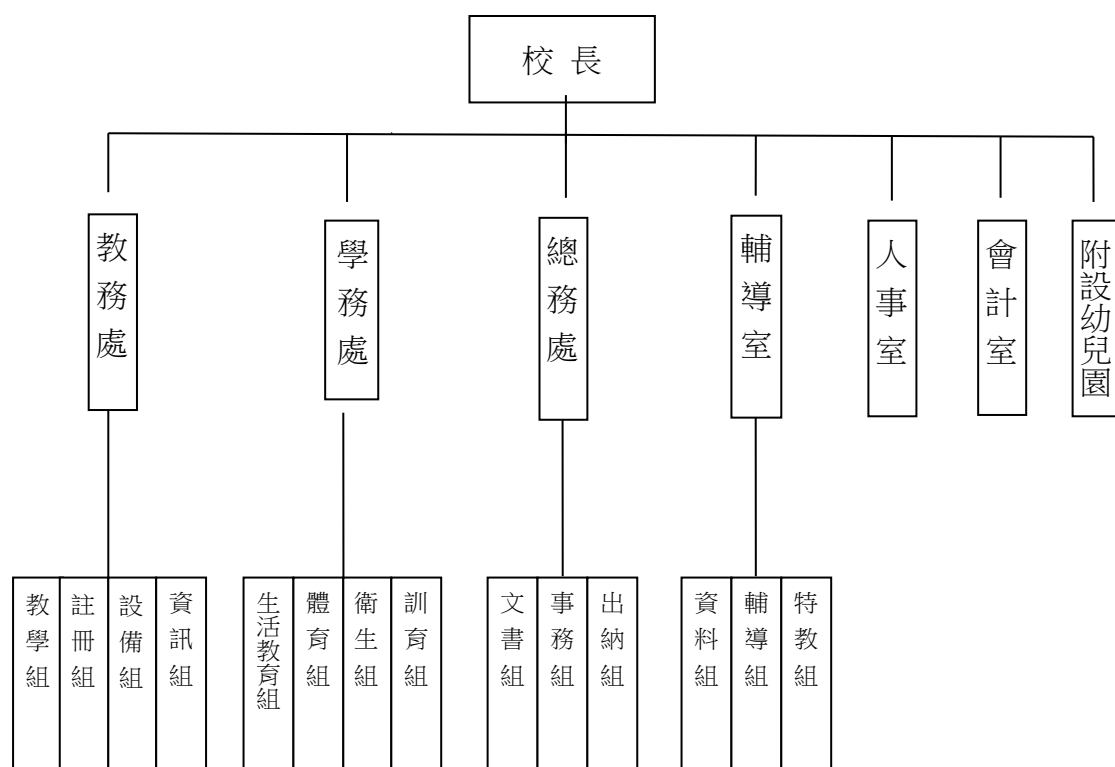 校長
教務處
學務處
總務處
輔導室
人事室
會計室
附設幼兒園
教學組
註冊組
設備組
資訊組
生活教育組
體育組
衛生組
訓育組
文書組
事務組
出納組
資料組
輔導組
特教組